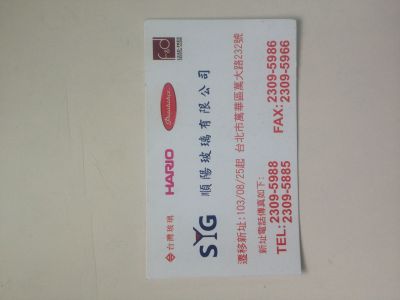 台灣玻璃 HARIO
SYG 順陽玻璃有限公司
遷移新址:103/08/25起 台北市萬華區萬大路232號
新址電話傳真如下:
TEL: 2309-5988 FAX: 2309-5986
2309-5885 2309-5966